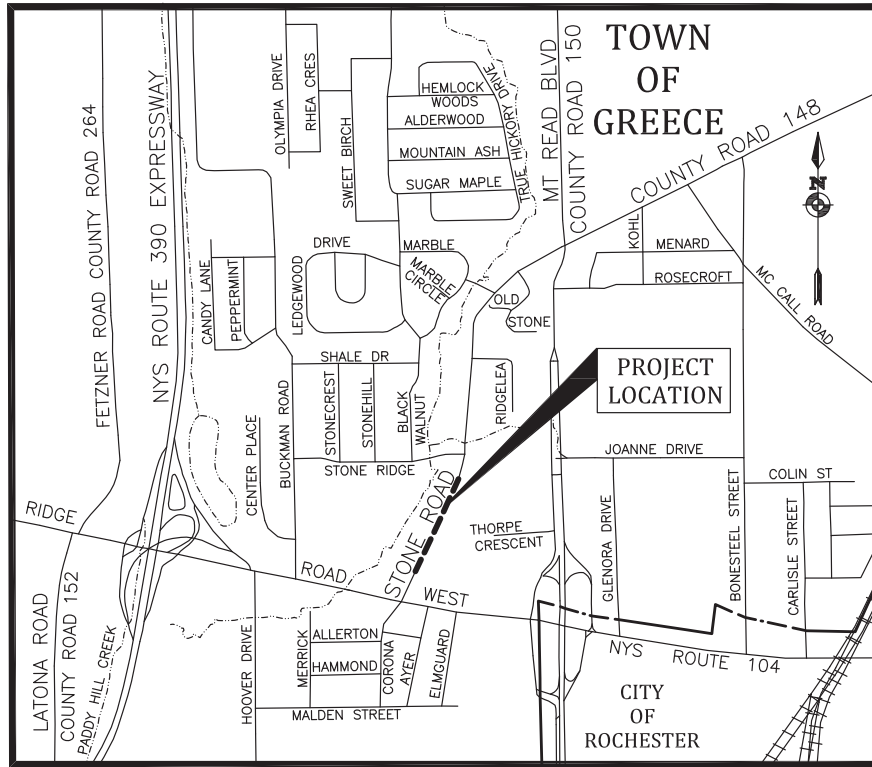 TOWN
OF
GREECE
FETZNER ROAD COUNTY ROAD 264
NYS ROUTE 390 EXPRESSWAY
OLYMPIA DRIVE
RHEA CRES
SWEET BIRCH
HEMLOCK
WOODS
ALDERWOOD
MOUNTAIN ASH
SUGAR MAPLE
TRUE HICKORY DRIVE
MT READ BLVD
COUNTY ROAD 150
COUNTY ROAD 148
N
KOHL
MENARD
ROSECROFT
MC CALL ROAD
CANDY LANE
PEPPERMINT
LEDGEWOOD
DRIVE
MARBLE
MARBLE
CIRCLE
OLD
STONE
SHALE DR
STONECREST
STONEHILL
BLACK
WALNUT
RIDGELEA
PROJECT
LOCATION
CENTER PLACE
BUCKMAN ROAD
STONE RIDGE
STONE ROAD
THORPE
CRESCENT
JOANNE DRIVE
GLENORA DRIVE
BONESTEEL STREET
COLIN ST
CARLISLE STREET
RIDGE
ROAD
WEST
NYS ROUTE 104
LATONA ROAD
COUNTY ROAD 152
PADDY HILL CREEK
HOOVER DRIVE
MERRICK
ALLERTON
HAMMOND
CORONA
AYER
ELMGUARD
MALDEN STREET
CITY
OF
ROCHESTER